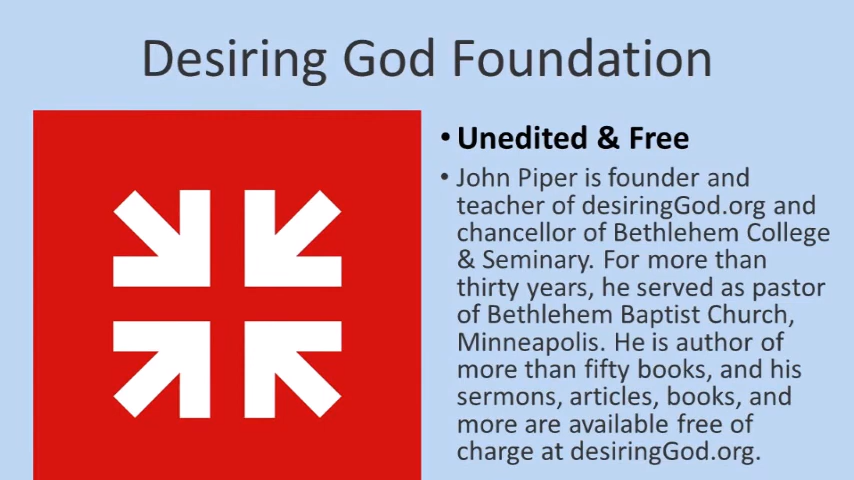 Desiring God Foundation
• Unedited & Free
• John Piper is founder and
teacher of desiringGod.org and
chancellor of Bethlehem College
& Seminary. For more than
thirty years, he served as pastor
of Bethlehem Baptist Church,
Minneapolis. He is author of
more than fifty books, and his
sermons, articles, books, and
more are available free of
charge at desiringGod.org.